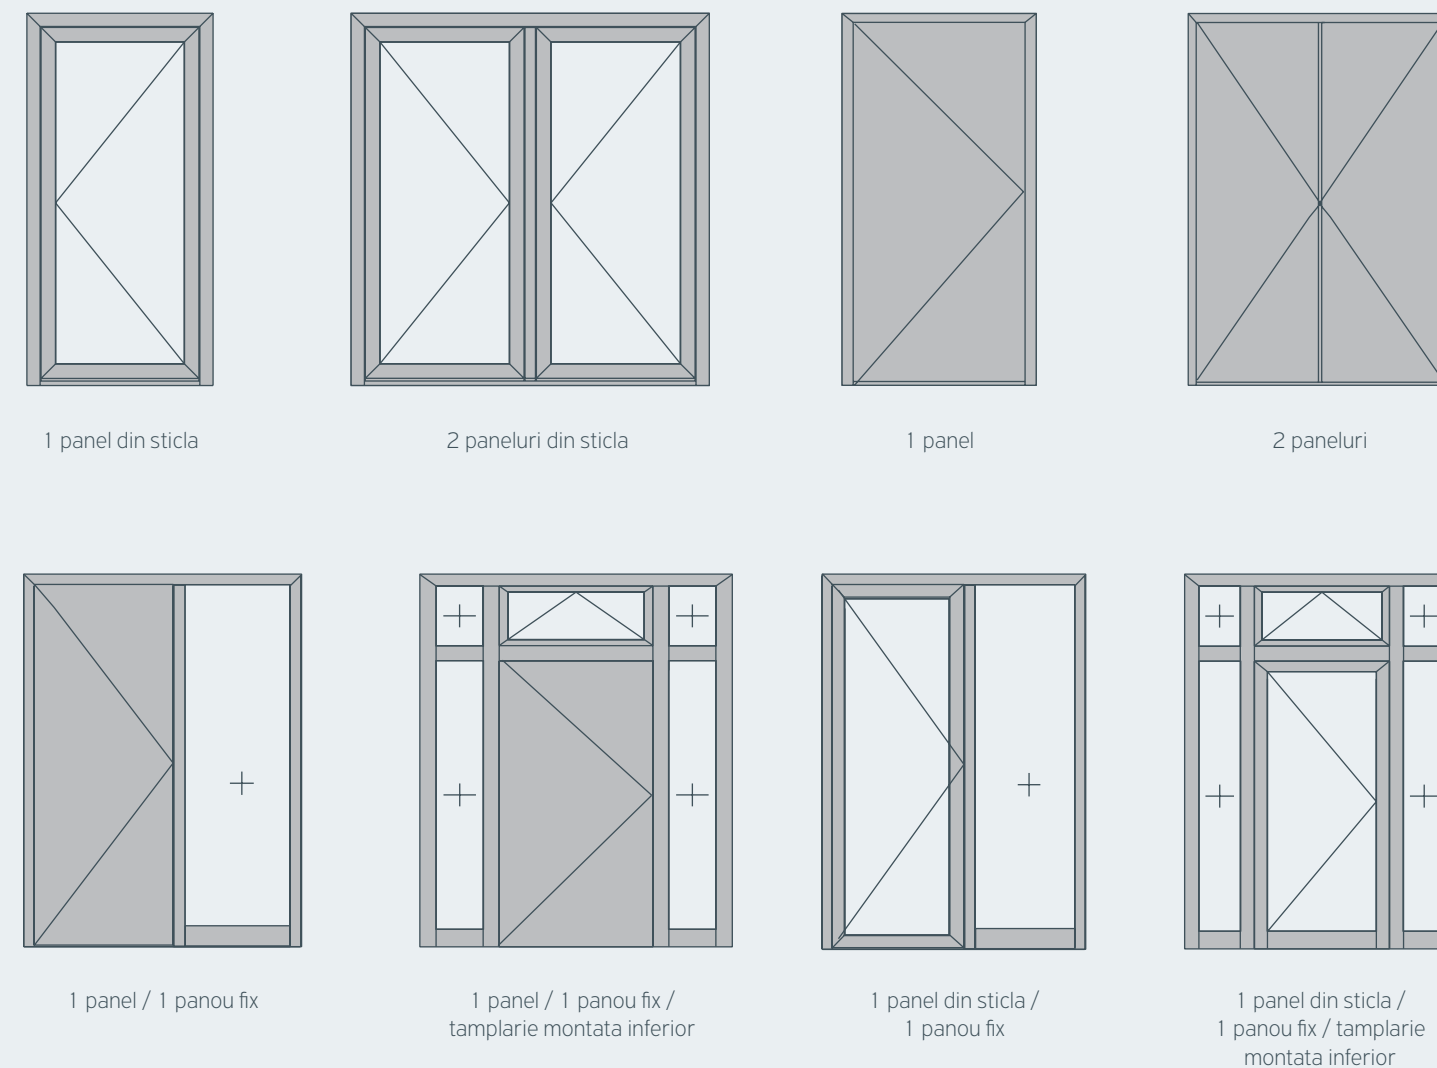 1 panel din sticla
2 paneluri din sticla
1 panel
2 paneluri
1 panel / 1 panou fix
1 panel / 1 panou fix /
tamplarie montata inferior
1 panel din sticla /
1 panou fix
1 panel din sticla /
1 panou fix / tamplarie
montata inferior